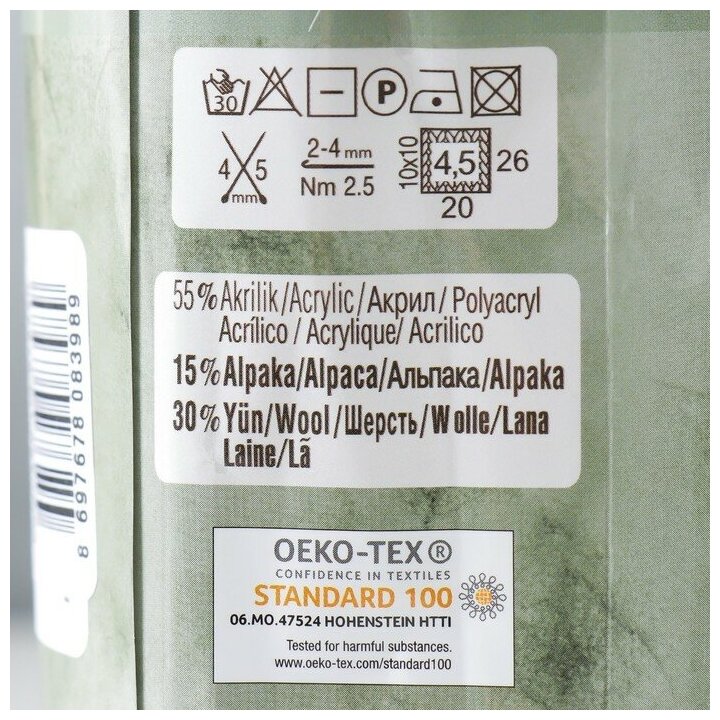 30 P
4 5 mm
2-4 mm
Nm 2.5
10x10 4,5 26
20
55% Akrilik/Acrylic/Акрил/Polyacryl
Acrílico / Acrylique/ Acrilico
15% Alpaka/Alpaca/Альпака/Alpaka
30% Yün/Wool/Шерсть/Wolle/Lana
Laine/Lã
8 697678 083989
OEKO-TEX®
CONFIDENCE IN TEXTILES
STANDARD 100
06.MO.47524 HOHENSTEIN HTTI
Tested for harmful substances.
www.oeko-tex.com/standard100